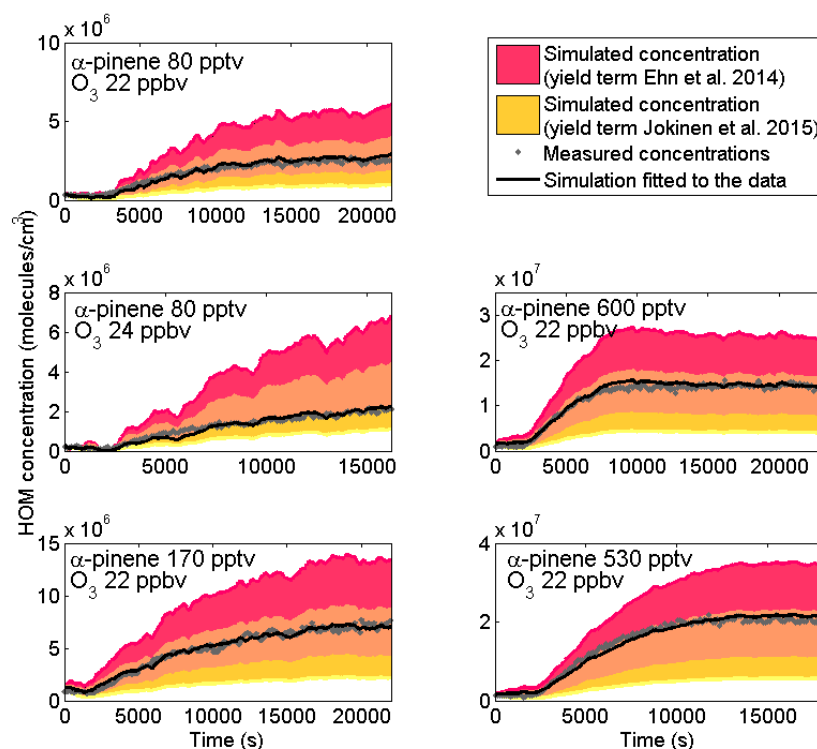 x 10^6
10
α-pinene 80 pptv
O3 22 ppbv
5
0
0 5000 10000 15000 20000
Simulated concentration
(yield term Ehn et al. 2014)
Simulated concentration
(yield term Jokinen et al. 2015)
Measured concentrations
Simulation fitted to the data
HOM concentration (molecules/cm^3)
x 10^6
8
α-pinene 80 pptv
O3 24 ppbv
6
4
2
0
0 5000 10000 15000
x 10^7
α-pinene 600 pptv
3
O3 22 ppbv
2
1
0
0 5000 10000 15000 20000
x 10^6
15
α-pinene 170 pptv
O3 22 ppbv
10
5
0
0 5000 10000 15000 20000
Time (s)
x 10^7
4
α-pinene 530 pptv
O3 22 ppbv
2
0
0 5000 10000 15000
Time (s)